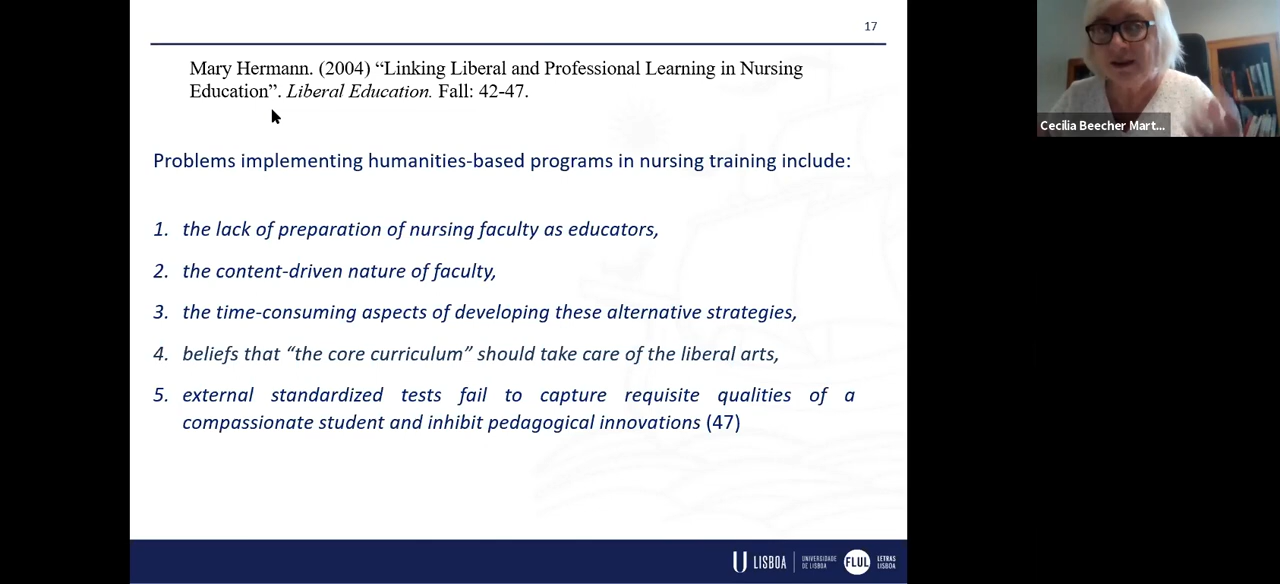 17
Mary Hermann. (2004) “Linking Liberal and Professional Learning in Nursing
Education”. Liberal Education. Fall: 42-47.
Problems implementing humanities-based programs in nursing training include:
1. the lack of preparation of nursing faculty as educators,
2. the content-driven nature of faculty,
3. the time-consuming aspects of developing these alternative strategies,
4. beliefs that “the core curriculum” should take care of the liberal arts,
5. external standardized tests fail to capture requisite qualities of a
compassionate student and inhibit pedagogical innovations (47)
Cecilia Beecher Mart...
U LISBOA
UNIVERSIDADE
DE LISBOA
FLUL
LETRAS
LISBOA